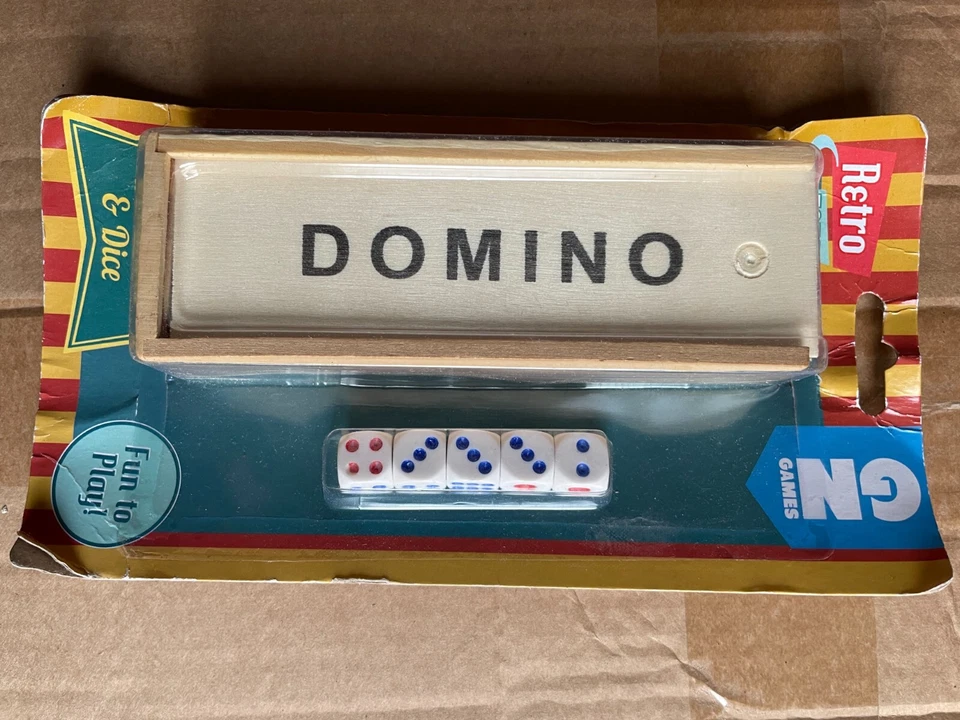 DOMINO
& Dice
Retro
Fun to
Play!
GN
GAMES